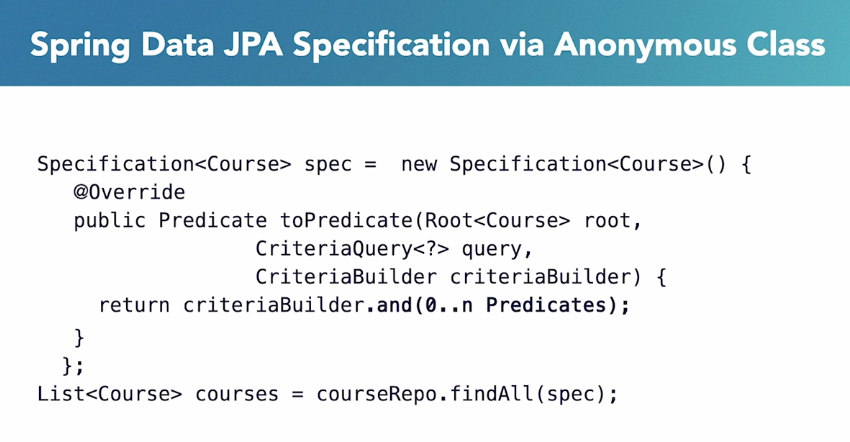 Spring Data JPA Specification via Anonymous Class
Specification<Course> spec =  new Specification<Course>() {
@Override
public Predicate toPredicate(Root<Course> root,
CriteriaQuery<?> query,
CriteriaBuilder criteriaBuilder) {
return criteriaBuilder.and(0..n Predicates);
}
};
List<Course> courses = courseRepo.findAll(spec);